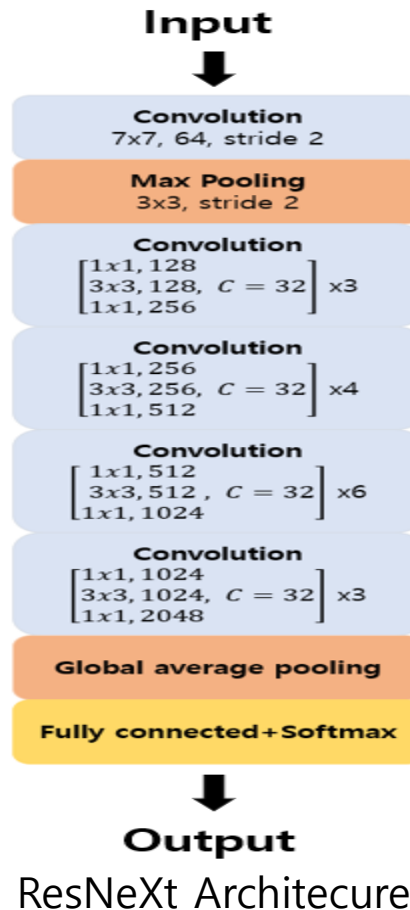 Input
Convolution
7x7, 64, stride 2
Max Pooling
3x3, stride 2
Convolution
[1x1, 128
3x3, 128, C = 32
1x1, 256] x3
Convolution
[1x1, 256
3x3, 256, C = 32
1x1, 512] x4
Convolution
[1x1, 512
3x3, 512 , C = 32
1x1, 1024] x6
Convolution
[1x1, 1024
3x3, 1024, C = 32
1x1, 2048] x3
Global average pooling
Fully connected+Softmax
Output
ResNeXt Architecure